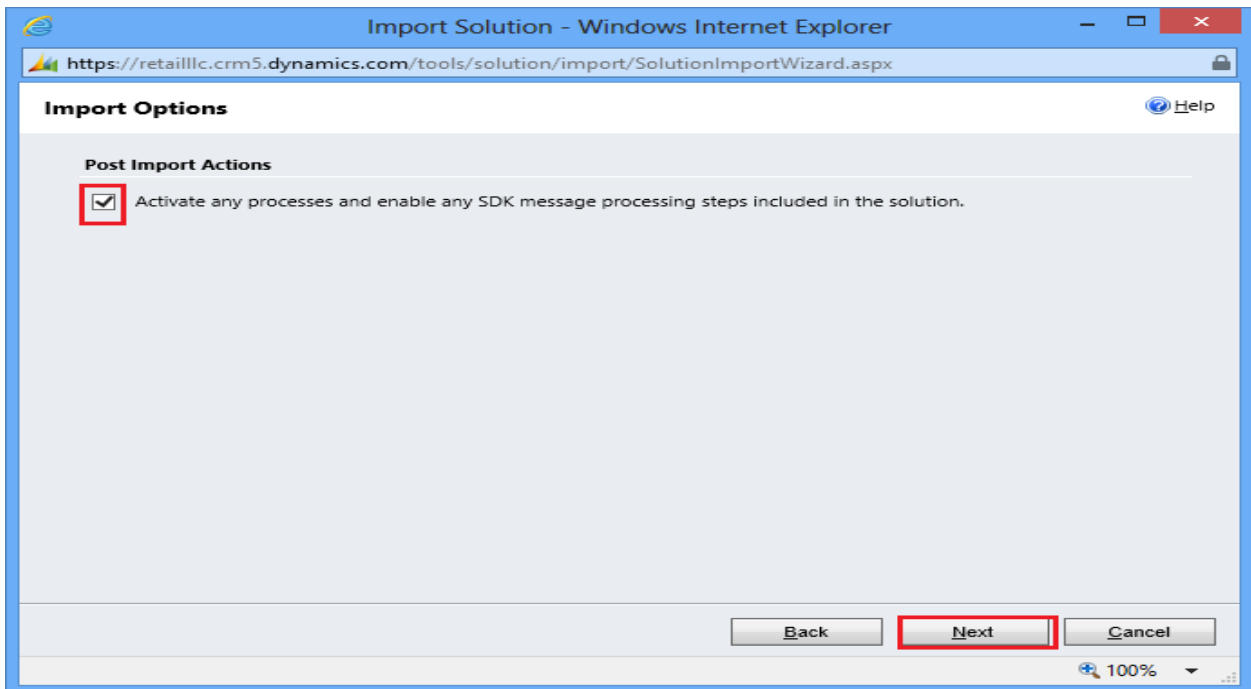 Import Solution - Windows Internet Explorer
https://retailllc.crm5.dynamics.com/tools/solution/import/SolutionImportWizard.aspx
Import Options
Help
Post Import Actions
Activate any processes and enable any SDK message processing steps included in the solution.
Back Next Cancel
100%